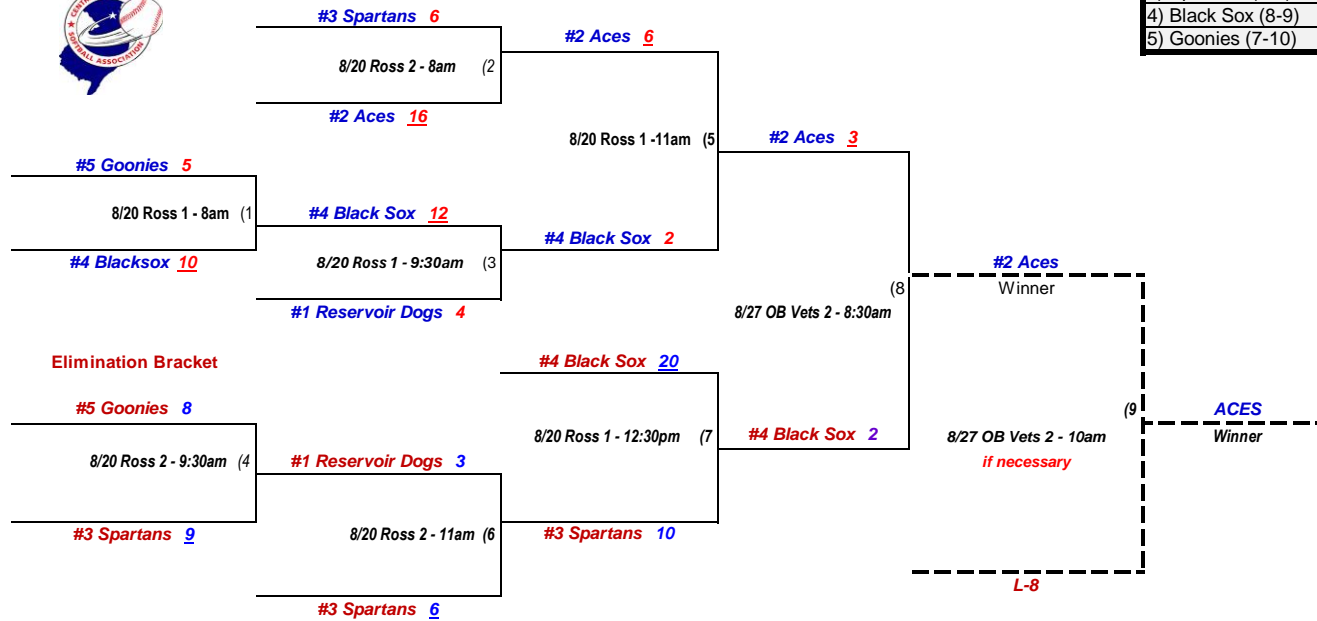 CENTR
SOFTBALL ASSOCIATION
4) Black Sox (8-9)
5) Goonies (7-10)
#3 Spartans 6
8/20 Ross 2 - 8am (2
#2 Aces 16
#2 Aces 6
8/20 Ross 1 -11am (5
#2 Aces 3
#5 Goonies 5
8/20 Ross 1 - 8am (1
#4 Blacksox 10
#4 Black Sox 12
8/20 Ross 1 - 9:30am (3
#1 Reservoir Dogs 4
#4 Black Sox 2
8/27 OB Vets 2 - 8:30am (8
#2 Aces
Winner
Elimination Bracket
#5 Goonies 8
8/20 Ross 2 - 9:30am (4
#3 Spartans 9
#1 Reservoir Dogs 3
8/20 Ross 2 - 11am (6
#3 Spartans 6
#4 Black Sox 20
8/20 Ross 1 - 12:30pm (7
#3 Spartans 10
#4 Black Sox 2
8/27 OB Vets 2 - 10am (9
if necessary
L-8
ACES
Winner